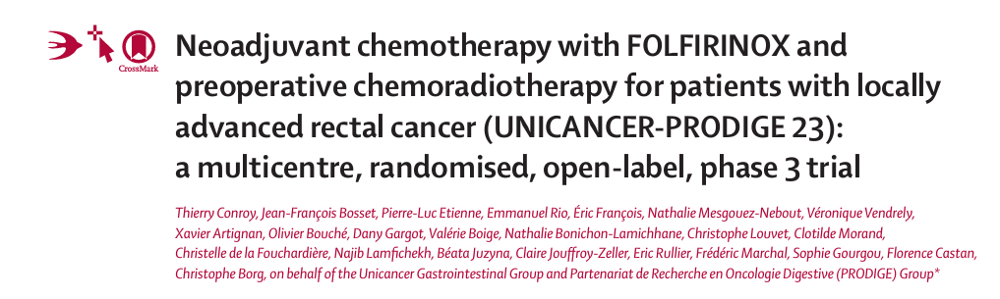 CrossMark
Neoadjuvant chemotherapy with FOLFIRINOX and
preoperative chemoradiotherapy for patients with locally
advanced rectal cancer (UNICANCER-PRODIGE 23):
a multicentre, randomised, open-label, phase 3 trial
Thierry Conroy, Jean-François Bosset, Pierre-Luc Etienne, Emmanuel Rio, Éric François, Nathalie Mesgouez-Nebout, Véronique Vendrely,
Xavier Artignan, Olivier Bouché, Dany Gargot, Valérie Boige, Nathalie Bonichon-Lamichhane, Christophe Louvet, Clotilde Morand,
Christelle de la Fouchardière, Najib Lamfichekh, Béata Juzyna, Claire Jouffroy-Zeller, Eric Rullier, Frédéric Marchal, Sophie Gourgou, Florence Castan,
Christophe Borg, on behalf of the Unicancer Gastrointestinal Group and Partenariat de Recherche en Oncologie Digestive (PRODIGE) Group*